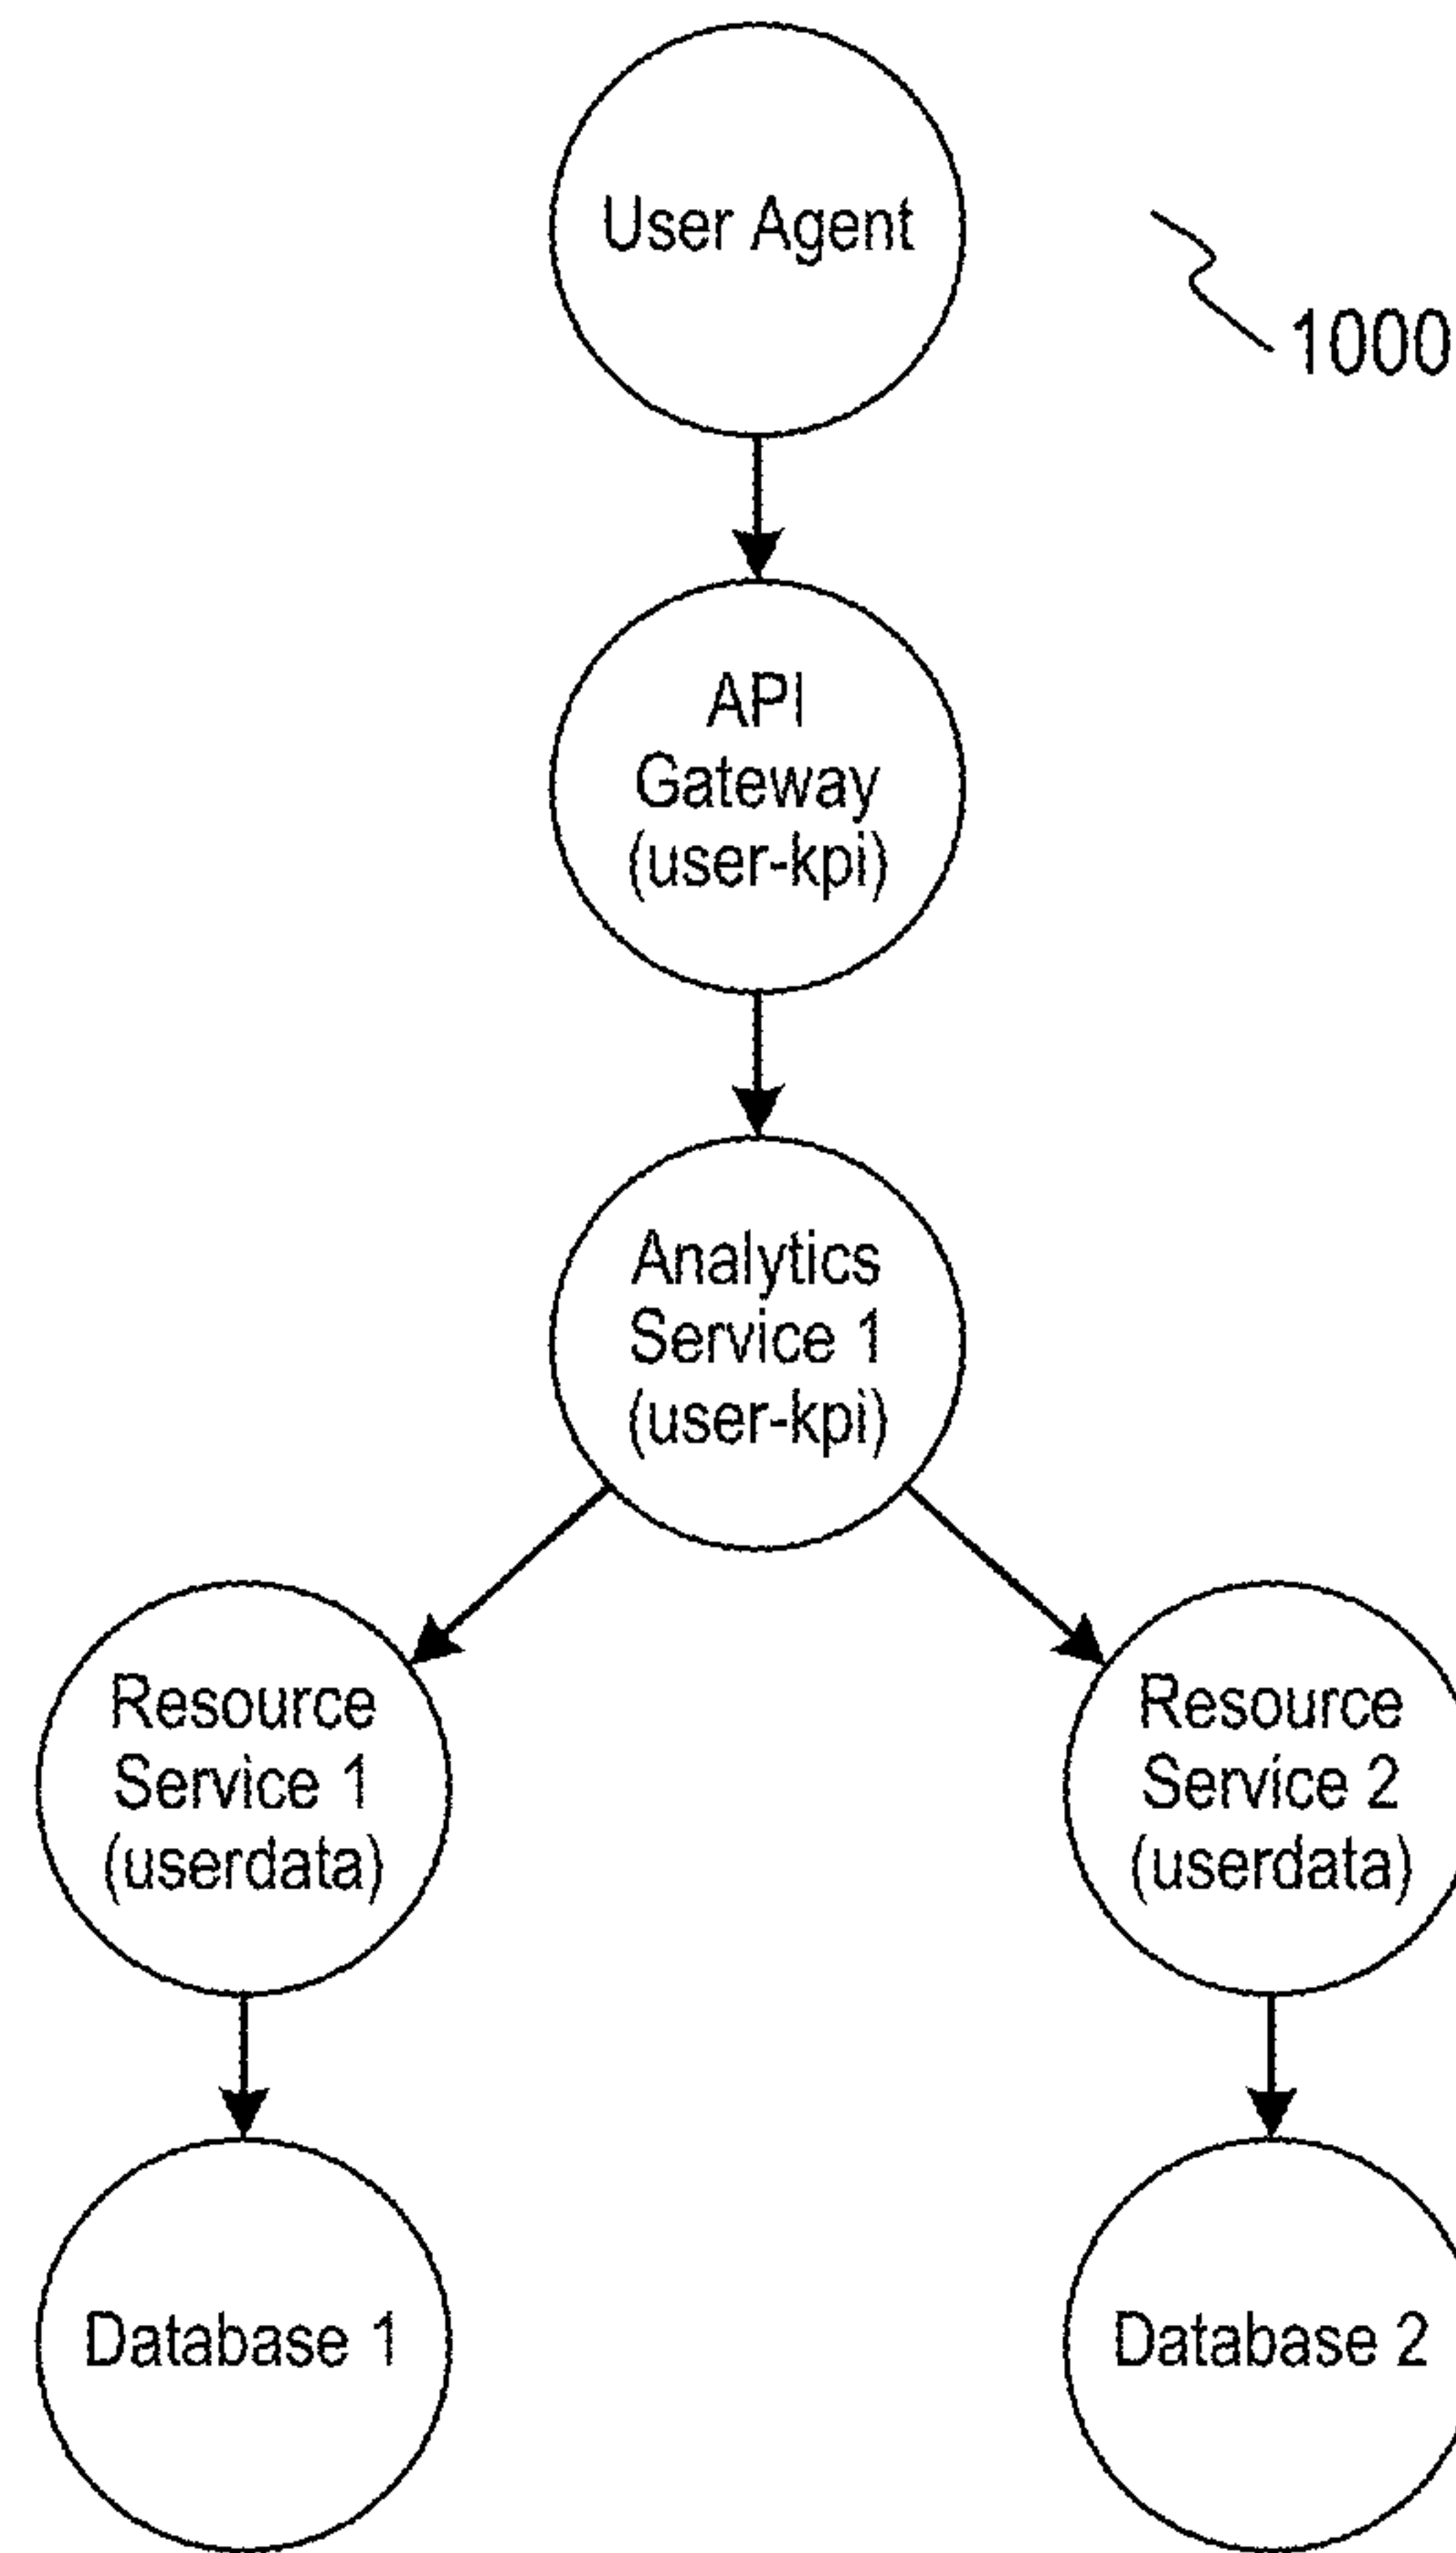 User Agent
1000
API
Gateway
(user-kpi)
Analytics
Service 1
(user-kpi)
Resource
Service 1
(userdata)
Resource
Service 2
(userdata)
Database 1
Database 2